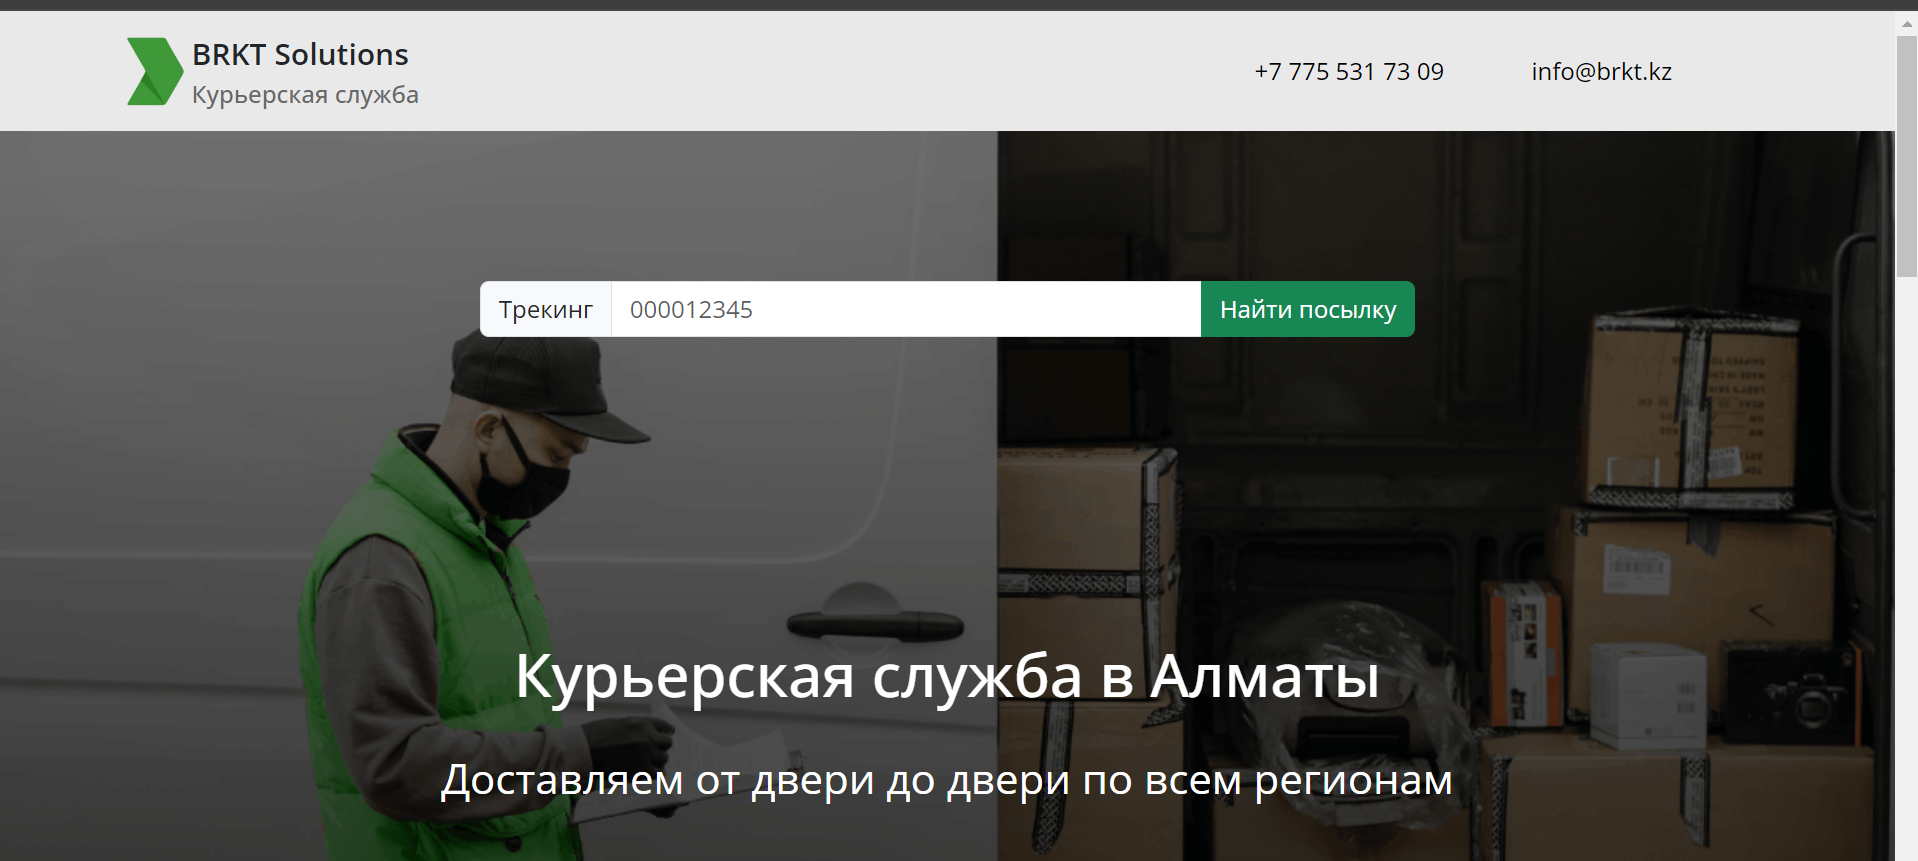 BRKT Solutions
Курьерская служба
+7 775 531 73 09
info@brkt.kz
Трекинг 000012345 Найти посылку
Курьерская служба в Алматы
Доставляем от двери до двери по всем регионам